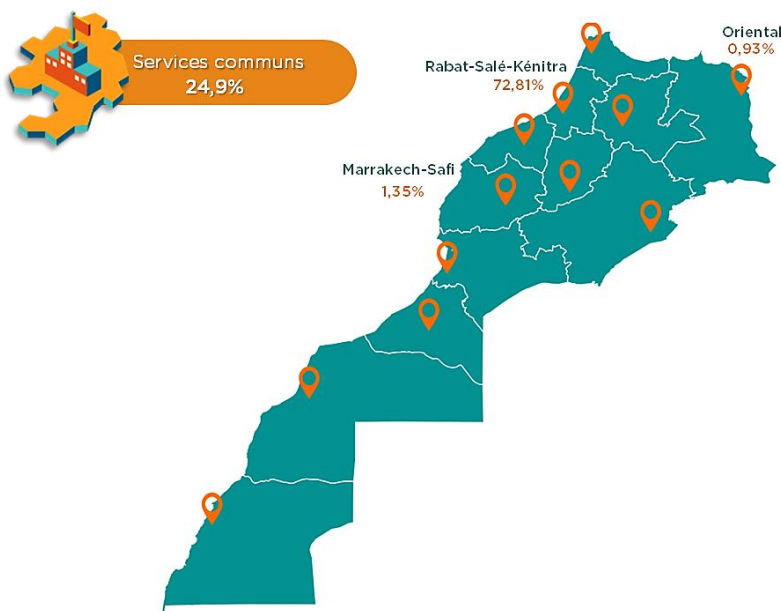 Services communs
24,9%
Oriental
0,93%
Rabat-Salé-Kénitra
72,81%
Marrakech-Safi
1,35%